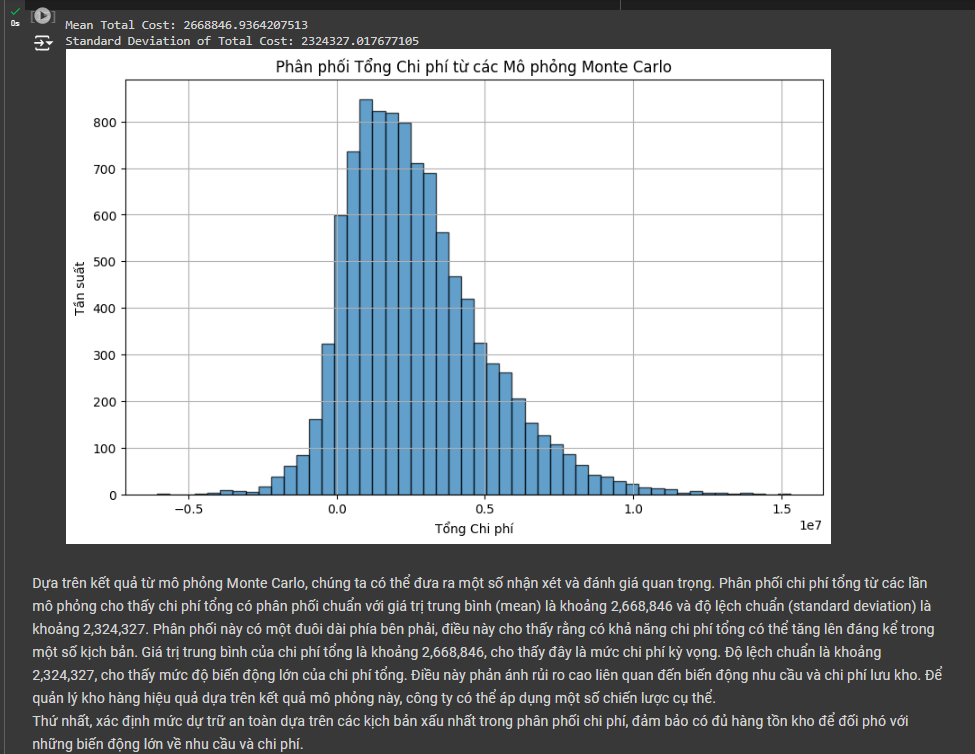 0s
Mean Total Cost: 2668846.9364207513
Standard Deviation of Total Cost: 2324327.017677105
Phân phối Tổng Chi phí từ các Mô phỏng Monte Carlo
800
700
600
500
400
300
200
100
0
Tần suất
−0.5 0.0 0.5 1.0 1.5
1e7
Tổng Chi phí
Dựa trên kết quả từ mô phỏng Monte Carlo, chúng ta có thể đưa ra một số nhận xét và đánh giá quan trọng. Phân phối chi phí tổng từ các lần
mô phỏng cho thấy chi phí tổng có phân phối chuẩn với giá trị trung bình (mean) là khoảng 2,668,846 và độ lệch chuẩn (standard deviation) là
khoảng 2,324,327. Phân phối này có một đuôi dài phía bên phải, điều này cho thấy rằng có khả năng chi phí tổng có thể tăng lên đáng kể trong
một số kịch bản. Giá trị trung bình của chi phí tổng là khoảng 2,668,846, cho thấy đây là mức chi phí kỳ vọng. Độ lệch chuẩn là khoảng
2,324,327, cho thấy mức độ biến động lớn của chi phí tổng. Điều này phản ánh rủi ro cao liên quan đến biến động nhu cầu và chi phí lưu kho. Để
quản lý kho hàng hiệu quả dựa trên kết quả mô phỏng này, công ty có thể áp dụng một số chiến lược cụ thể.
Thứ nhất, xác định mức dự trữ an toàn dựa trên các kịch bản xấu nhất trong phân phối chi phí, đảm bảo có đủ hàng tồn kho để đối phó với
những biến động lớn về nhu cầu và chi phí.